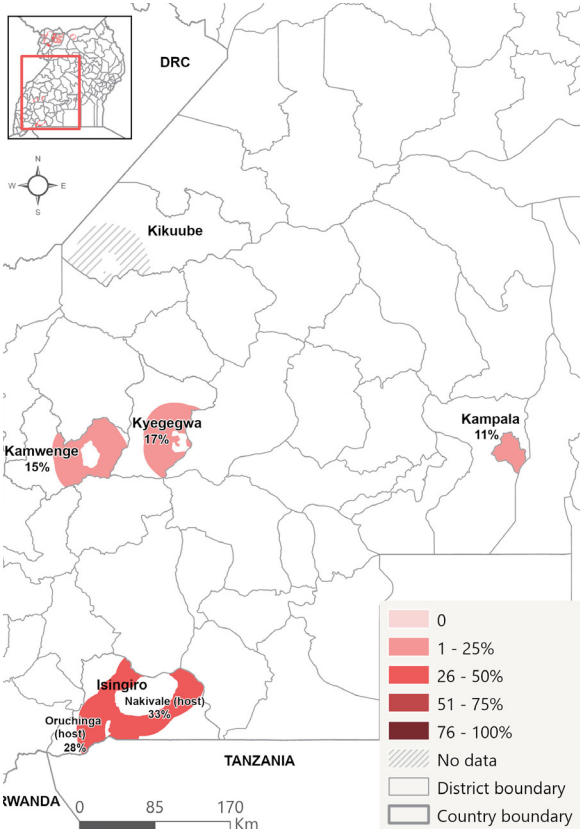 DRC
N
W E
S
Kikuube
Kyegegwa
17%
Kampala
11%
Kamwenge
15%
Isingiro
Nakivale (host)
33%
Oruchinga
(host)
28%
TANZANIA
RWANDA
0 85 170
Km
0
1 - 25%
26 - 50%
51 - 75%
76 - 100%
No data
District boundary
Country boundary